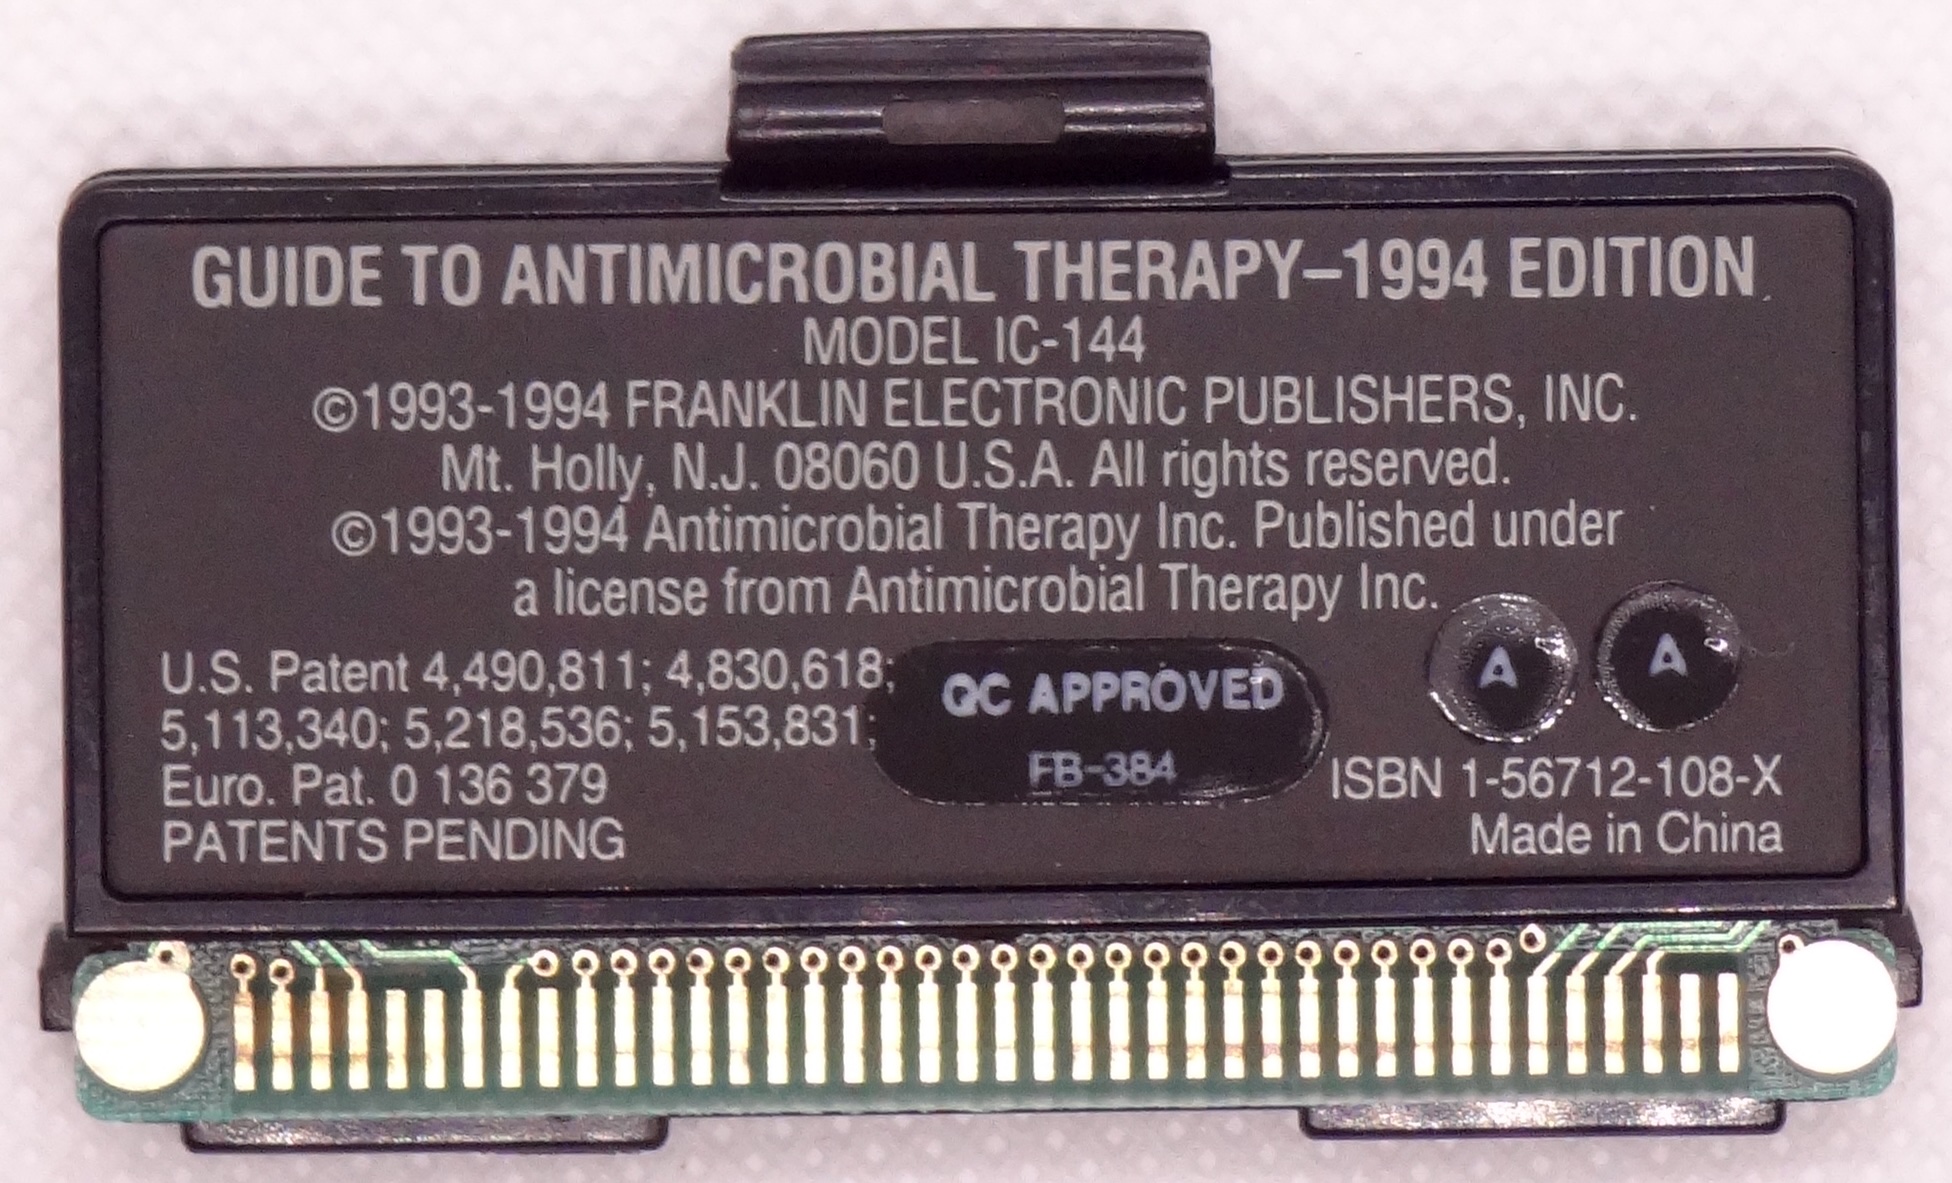 GUIDE TO ANTIMICROBIAL THERAPY–1994 EDITION
MODEL IC-144
©1993-1994 FRANKLIN ELECTRONIC PUBLISHERS, INC.
Mt. Holly, N.J. 08060 U.S.A. All rights reserved.
©1993-1994 Antimicrobial Therapy Inc. Published under
a license from Antimicrobial Therapy Inc.
A A
U.S. Patent 4,490,811; 4,830,618;
5,113,340; 5,218,536; 5,153,831;
Euro. Pat. 0 136 379
PATENTS PENDING
QC APPROVED
FB-384
ISBN 1-56712-108-X
Made in China